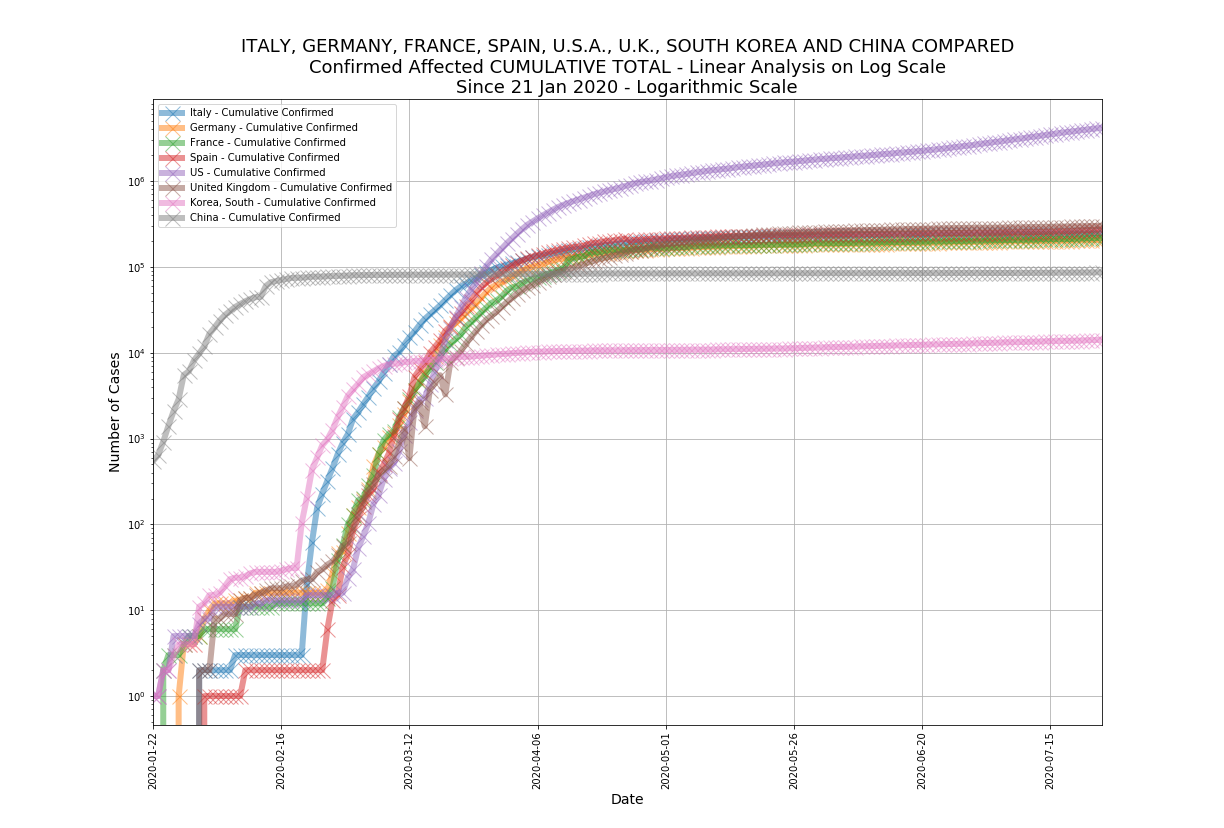 ITALY, GERMANY, FRANCE, SPAIN, U.S.A., U.K., SOUTH KOREA AND CHINA COMPARED
Confirmed Affected CUMULATIVE TOTAL - Linear Analysis on Log Scale
Since 21 Jan 2020 - Logarithmic Scale
Italy - Cumulative Confirmed
Germany - Cumulative Confirmed
France - Cumulative Confirmed
Spain - Cumulative Confirmed
US - Cumulative Confirmed
United Kingdom - Cumulative Confirmed
Korea, South - Cumulative Confirmed
China - Cumulative Confirmed
Number of Cases
10⁶
10⁵
10⁴
10³
10²
10¹
10⁰
2020-01-22
2020-02-16
2020-03-12
2020-04-06
2020-05-01
2020-05-26
2020-06-20
2020-07-15
Date